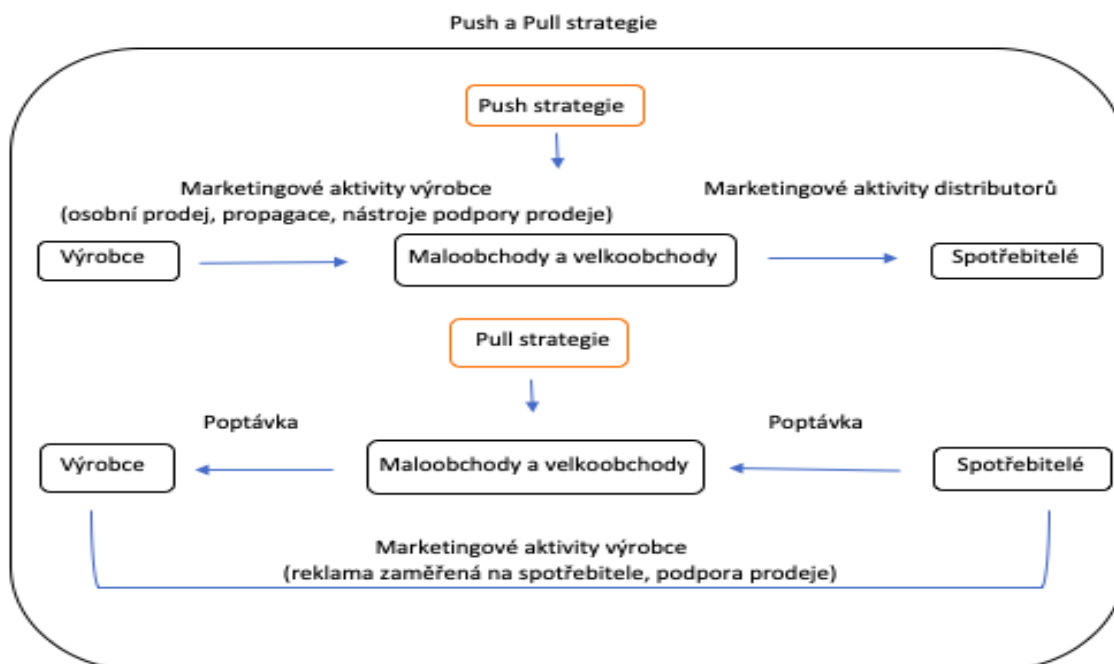 Push a Pull strategie
Push strategie
Marketingové aktivity výrobce
(osobní prodej, propagace, nástroje podpory prodeje)
Marketingové aktivity distributorů
Výrobce
Maloobchody a velkoobchody
Spotřebitelé
Pull strategie
Poptávka
Poptávka
Výrobce
Maloobchody a velkoobchody
Spotřebitelé
Marketingové aktivity výrobce
(reklama zaměřená na spotřebitele, podpora prodeje)